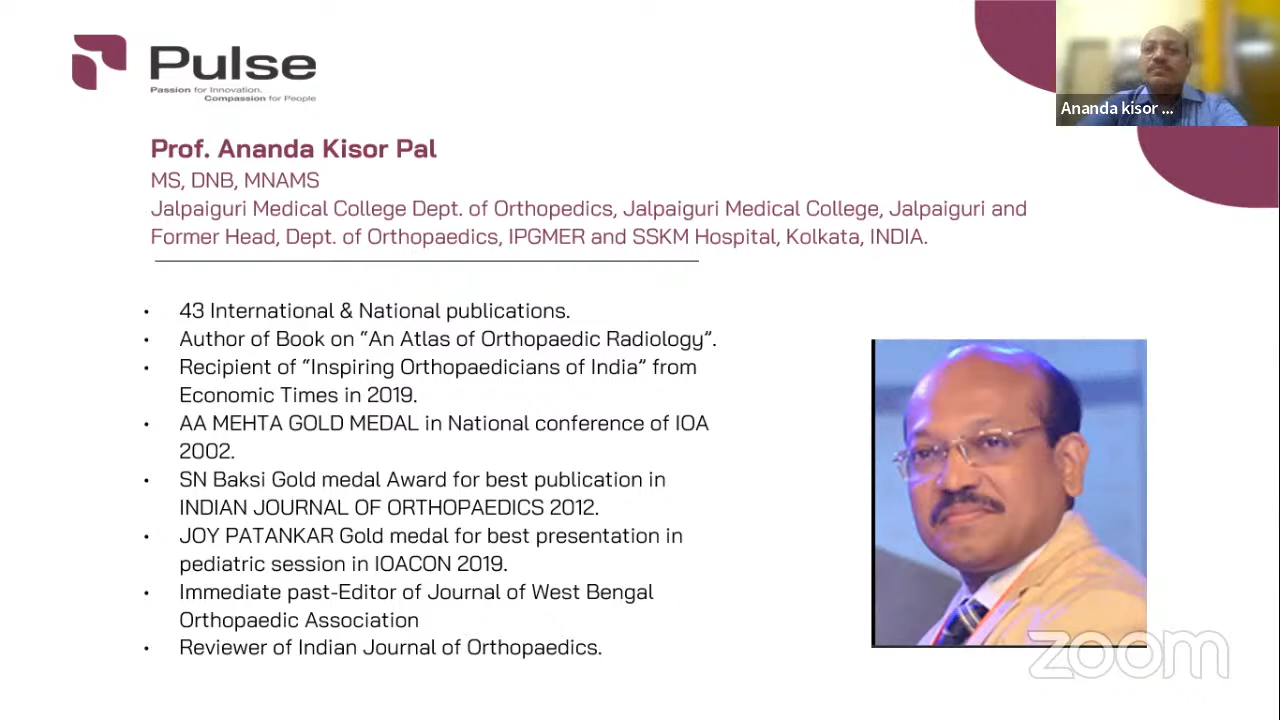 Pulse
Passion for Innovation.
Compassion for People
Ananda kisor ...
Prof. Ananda Kisor Pal
MS, DNB, MNAMS
Jalpaiguri Medical College Dept. of Orthopedics, Jalpaiguri Medical College, Jalpaiguri and
Former Head, Dept. of Orthopaedics, IPGMER and SSKM Hospital, Kolkata, INDIA.
• 43 International & National publications.
• Author of Book on “An Atlas of Orthopaedic Radiology”.
• Recipient of “Inspiring Orthopaedicians of India” from
Economic Times in 2019.
• AA MEHTA GOLD MEDAL in National conference of IOA
2002.
• SN Baksi Gold medal Award for best publication in
INDIAN JOURNAL OF ORTHOPAEDICS 2012.
• JOY PATANKAR Gold medal for best presentation in
pediatric session in IOACON 2019.
• Immediate past-Editor of Journal of West Bengal
Orthopaedic Association
• Reviewer of Indian Journal of Orthopaedics.
zoom